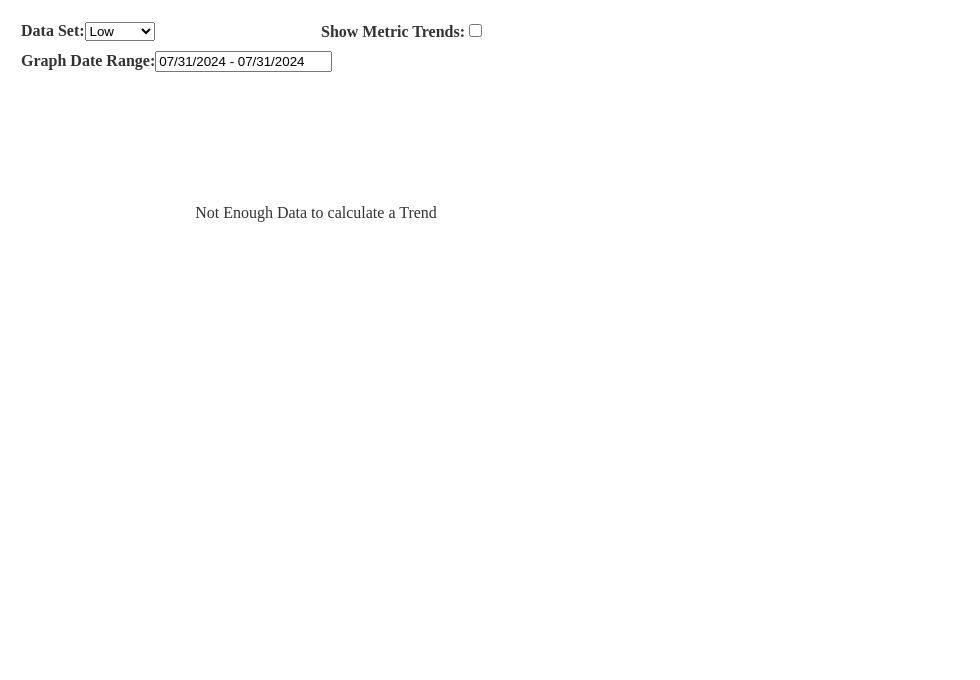 Data Set: Low Show Metric Trends:
Graph Date Range: 07/31/2024 - 07/31/2024
Not Enough Data to calculate a Trend